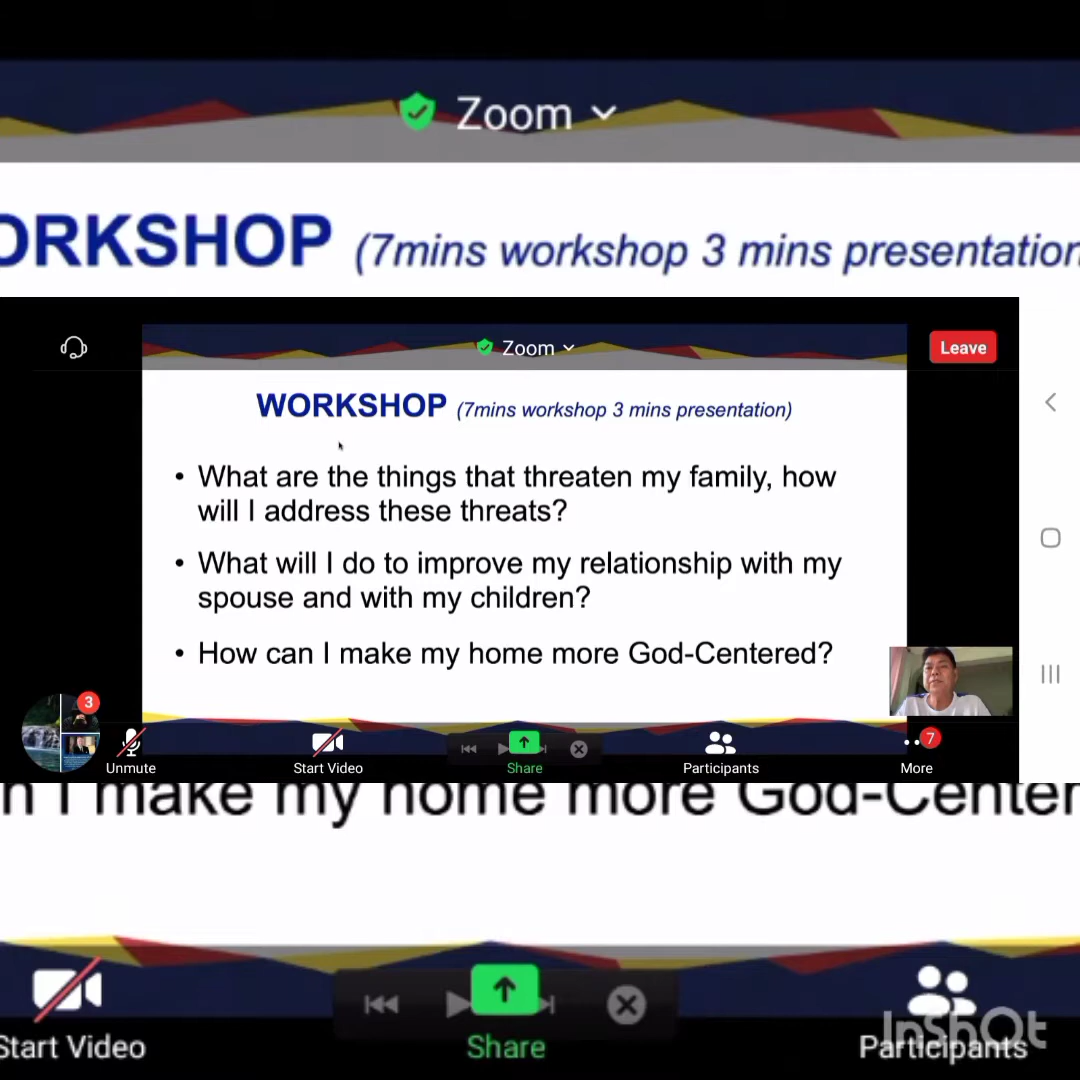 Zoom
ORKSHOP (7mins workshop 3 mins presentation
Zoom
Leave
WORKSHOP (7mins workshop 3 mins presentation)
• What are the things that threaten my family, how
will I address these threats?
• What will I do to improve my relationship with my
spouse and with my children?
• How can I make my home more God-Centered?
3
7
Unmute
Start Video
Share
Participants
More
n I make my home more God-Center
Start Video
Share
Participants
InShOt